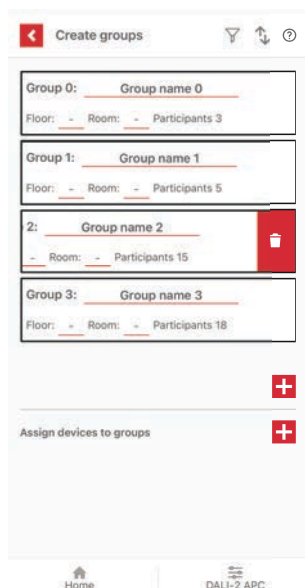 Create groups
Group 0: Group name 0
Floor: - Room: - Participants 3
Group 1: Group name 1
Floor: - Room: - Participants 5
2: Group name 2
- Room: - Participants 15
Group 3: Group name 3
Floor: - Room: - Participants 18
Assign devices to groups
Home DALI-2 APC